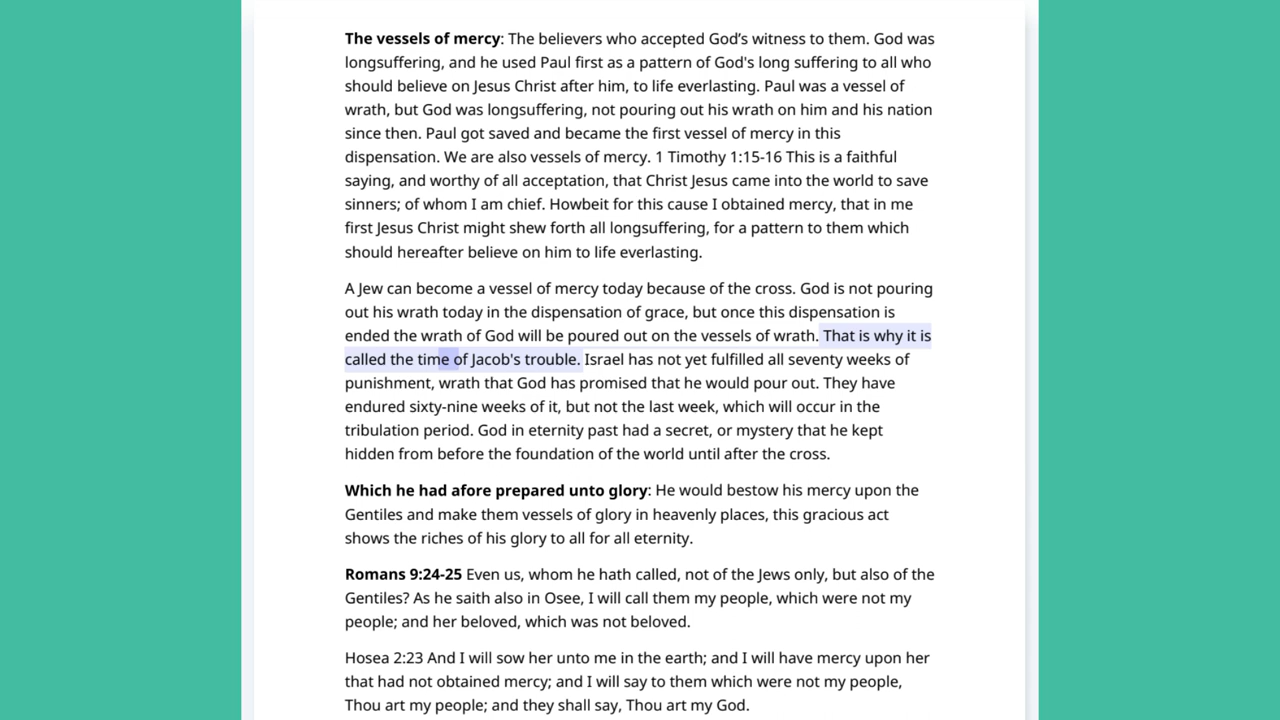 The vessels of mercy: The believers who accepted God’s witness to them. God was
longsuffering, and he used Paul first as a pattern of God's long suffering to all who
should believe on Jesus Christ after him, to life everlasting. Paul was a vessel of
wrath, but God was longsuffering, not pouring out his wrath on him and his nation
since then. Paul got saved and became the first vessel of mercy in this
dispensation. We are also vessels of mercy. 1 Timothy 1:15-16 This is a faithful
saying, and worthy of all acceptation, that Christ Jesus came into the world to save
sinners; of whom I am chief. Howbeit for this cause I obtained mercy, that in me
first Jesus Christ might shew forth all longsuffering, for a pattern to them which
should hereafter believe on him to life everlasting.
A Jew can become a vessel of mercy today because of the cross. God is not pouring
out his wrath today in the dispensation of grace, but once this dispensation is
ended the wrath of God will be poured out on the vessels of wrath. That is why it is
called the time of Jacob's trouble. Israel has not yet fulfilled all seventy weeks of
punishment, wrath that God has promised that he would pour out. They have
endured sixty-nine weeks of it, but not the last week, which will occur in the
tribulation period. God in eternity past had a secret, or mystery that he kept
hidden from before the foundation of the world until after the cross.
Which he had afore prepared unto glory: He would bestow his mercy upon the
Gentiles and make them vessels of glory in heavenly places, this gracious act
shows the riches of his glory to all for all eternity.
Romans 9:24-25 Even us, whom he hath called, not of the Jews only, but also of the
Gentiles? As he saith also in Osee, I will call them my people, which were not my
people; and her beloved, which was not beloved.
Hosea 2:23 And I will sow her unto me in the earth; and I will have mercy upon her
that had not obtained mercy; and I will say to them which were not my people,
Thou art my people; and they shall say, Thou art my God.